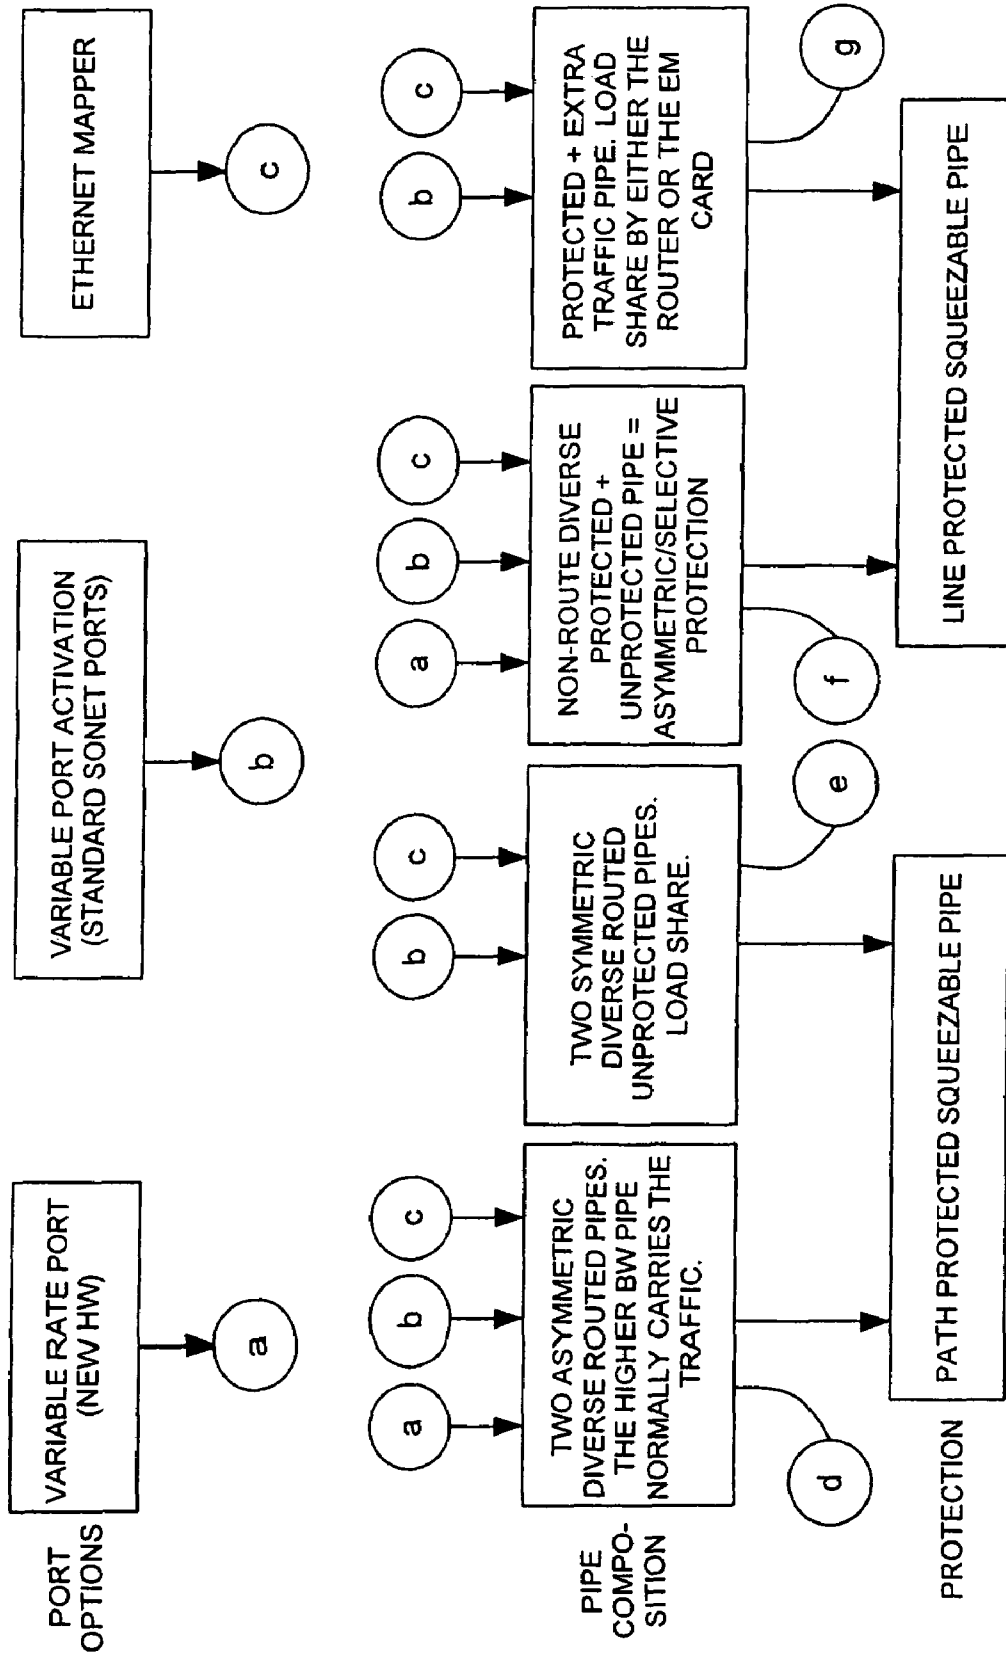 PORT
OPTIONS
VARIABLE RATE PORT
(NEW HW)
VARIABLE PORT ACTIVATION
(STANDARD SONET PORTS)
ETHERNET MAPPER
a
b
c
a
b
c
b
c
a
b
c
b
c
PIPE
COMPO-
SITION
TWO ASYMETRIC
DIVERSE ROUTED PIPES.
THE HIGHER BW PIPE
NORMALLY CARRIES THE
TRAFFIC.
TWO SYMMETRIC
DIVERSE ROUTED
UNPROTECTED PIPES.
LOAD SHARE.
NON-ROUTE DIVERSE
PROTECTED +
UNPROTECTED PIPE =
ASYMMETRIC/SELECTIVE
PROTECTION
PROTECTED + EXTRA
TRAFFIC PIPE. LOAD
SHARE BY EITHER THE
ROUTER OR THE EM
CARD
d
e
f
g
PROTECTION
PATH PROTECTED SQUEEZABLE PIPE
LINE PROTECTED SQUEEZABLE PIPE